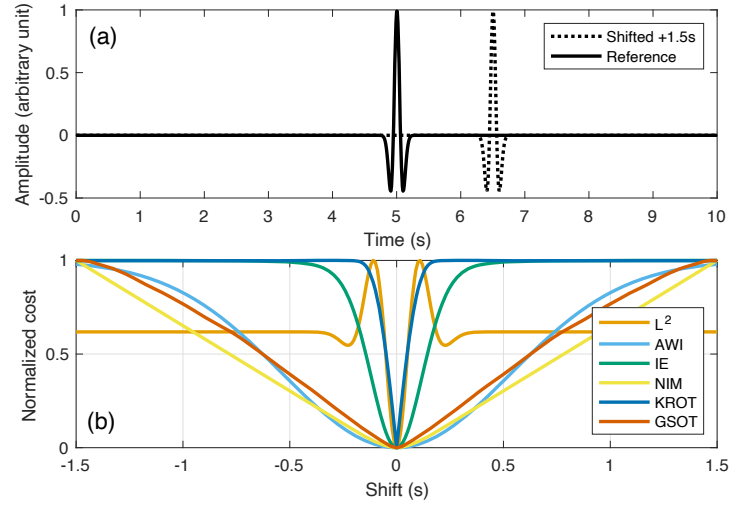 (a)
Shifted +1.5s
Reference
Amplitude (arbitrary unit)
1
0.5
0
-0.5
0 1 2 3 4 5 6 7 8 9 10
Time (s)
(b)
L²
AWI
IE
NIM
KROT
GSOT
Normalized cost
1
0.5
0
-1.5 -1 -0.5 0 0.5 1 1.5
Shift (s)